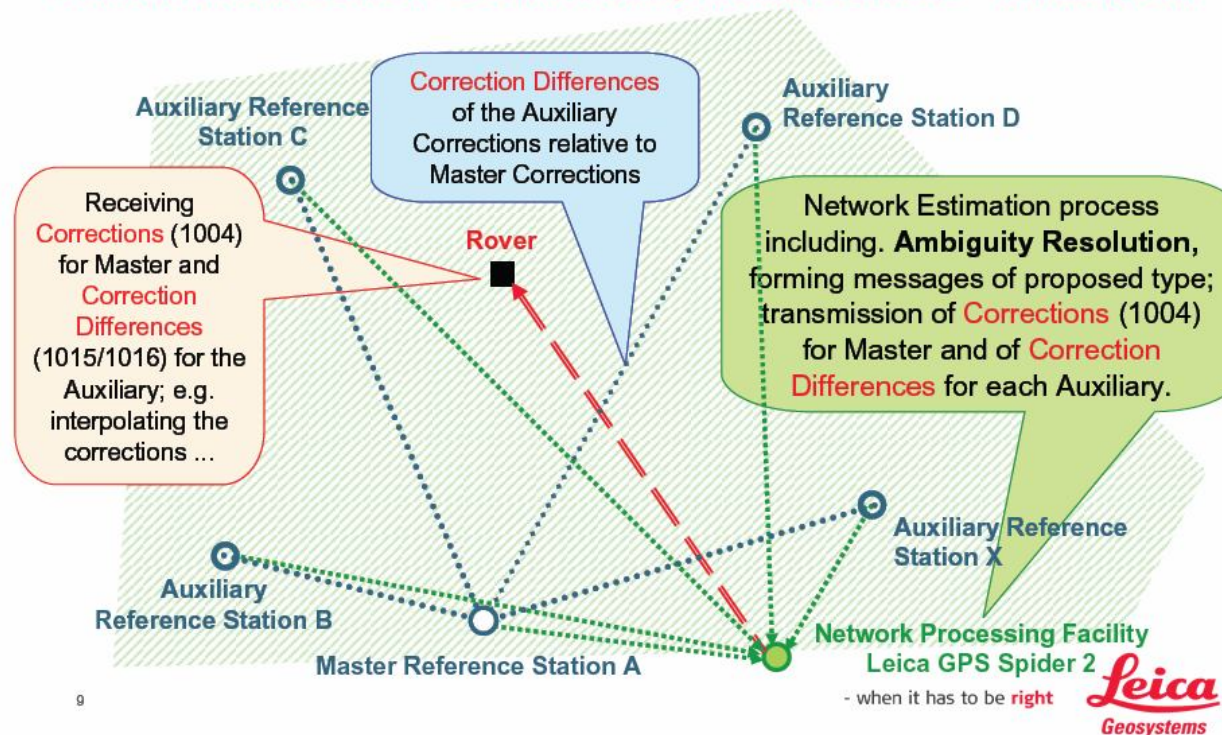 Auxiliary Reference
Station C
Correction Differences
of the Auxiliary
Corrections relative to
Master Corrections
Auxiliary
Reference Station D
Receiving
Corrections (1004)
for Master and
Correction
Differences
(1015/1016) for the
Auxiliary; e.g.
interpolating the
corrections ...
Rover
Network Estimation process
including. Ambiguity Resolution,
forming messages of proposed type;
transmission of Corrections (1004)
for Master and of Correction
Differences for each Auxiliary.
Auxiliary Reference
Station X
Auxiliary
Reference Station B
Master Reference Station A
Network Processing Facility
Leica GPS Spider 2
9
- when it has to be right
Leica
Geosystems